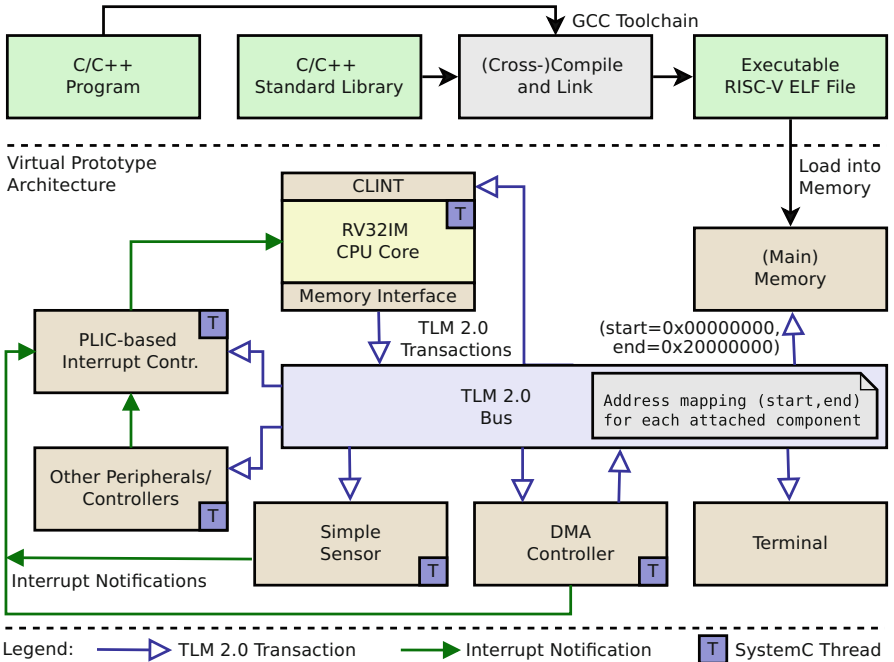 GCC Toolchain
C/C++
Program
C/C++
Standard Library
(Cross-)Compile
and Link
Executable
RISC-V ELF File
Virtual Prototype
Architecture
Load into
Memory
CLINT
T
RV32IM
CPU Core
Memory Interface
(Main)
Memory
T
PLIC-based
Interrupt Contr.
TLM 2.0
Transactions
(start=0x00000000,
end=0x20000000)
TLM 2.0
Bus
Address mapping (start,end)
for each attached component
Other Peripherals/
Controllers
T
Simple
Sensor
T
DMA
Controller
T
Terminal
Interrupt Notifications
Legend:
TLM 2.0 Transaction
Interrupt Notification
T
SystemC Thread